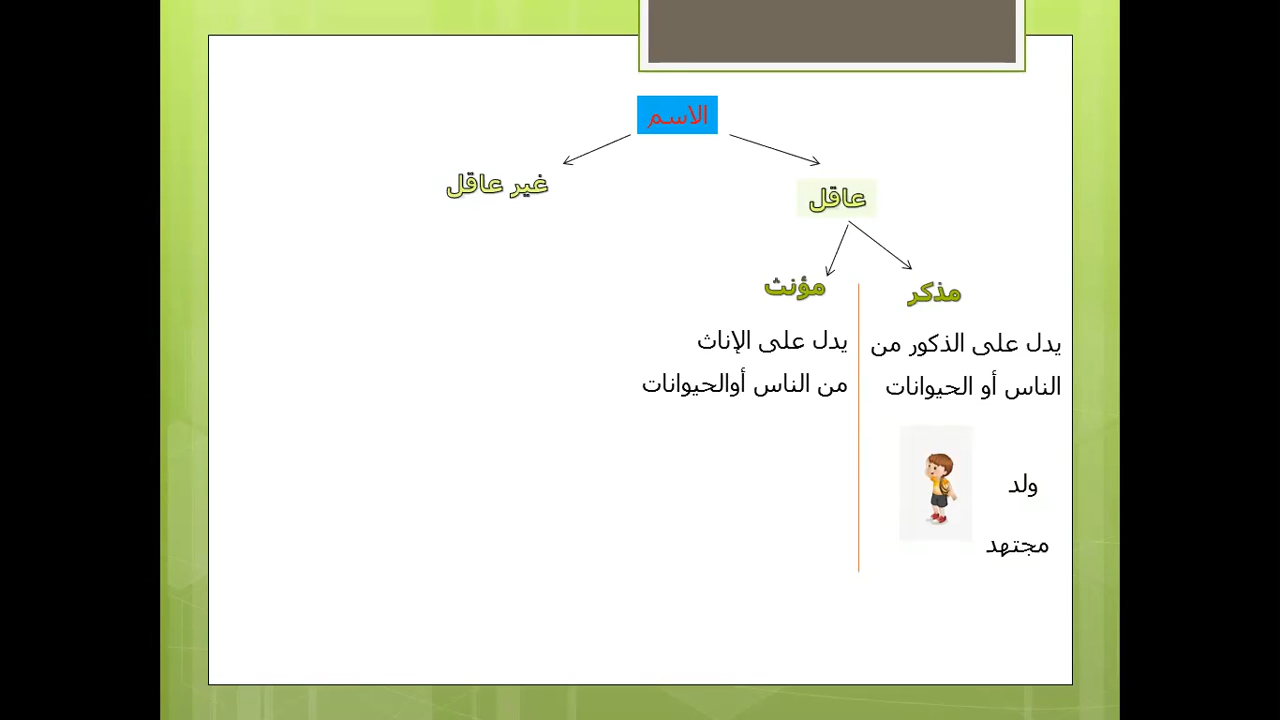 الاسم
عاقل
غير عاقل
مذكر
مؤنث
يدل على الذكور من
الناس أو الحيوانات
يدل على الإناث
من الناس أوالحيوانات
ولد
مجتهد